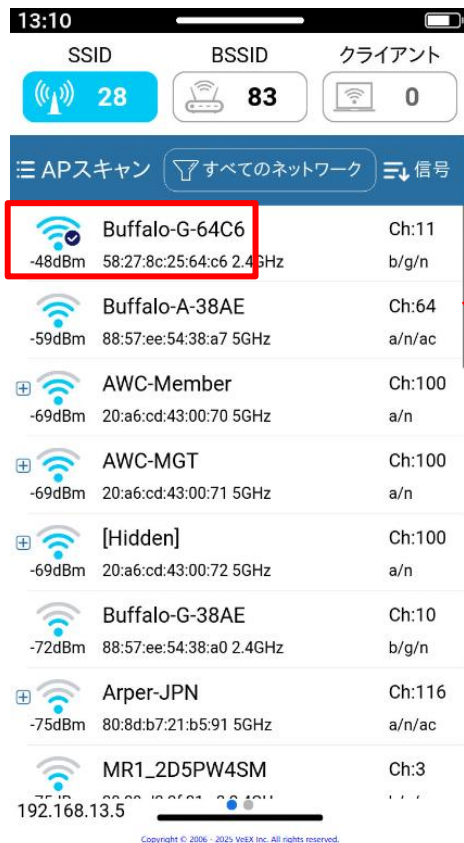 13:10
SSID BSSID クライアント
28 83 0
APスキャン すべてのネットワーク 信号
Buffalo-G-64C6 Ch:11
-48dBm 58:27:8c:25:64:c6 2.4GHz b/g/n
Buffalo-A-38AE Ch:64
-59dBm 88:57:ee:54:38:a7 5GHz a/n/ac
AWC-Member Ch:100
-69dBm 20:a6:cd:43:00:70 5GHz a/n
AWC-MGT Ch:100
-69dBm 20:a6:cd:43:00:71 5GHz a/n
[Hidden] Ch:100
-69dBm 20:a6:cd:43:00:72 5GHz a/n
Buffalo-G-38AE Ch:10
-72dBm 88:57:ee:54:38:a0 2.4GHz b/g/n
Arper-JPN Ch:116
-75dBm 80:8d:b7:21:b5:91 5GHz a/n/ac
MR1_2D5PW4SM Ch:3
192.168.13.5
Copyright © 2006 - 2025 VeEX Inc. All rights reserved.